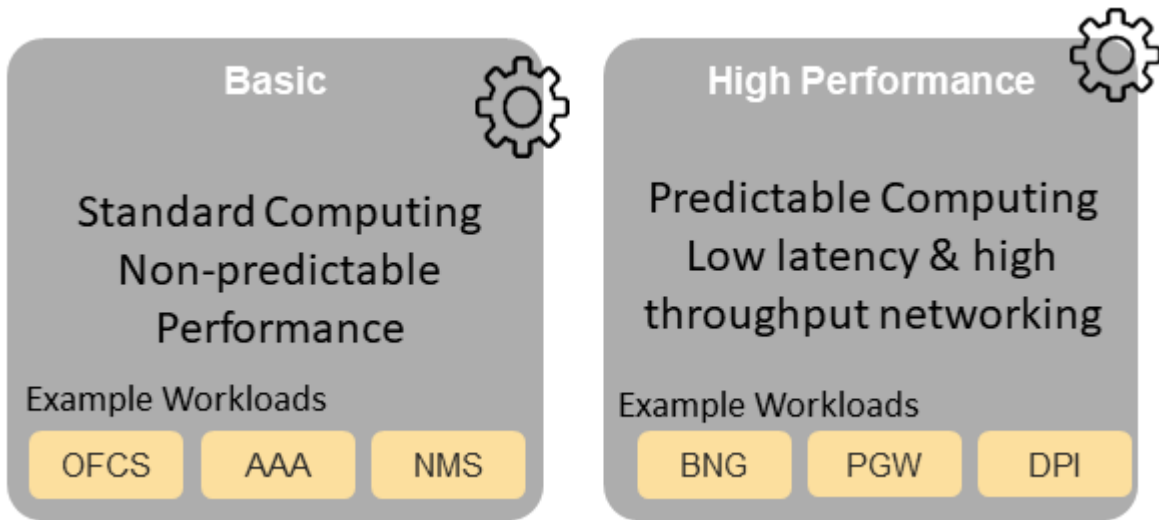 Basic
Standard Computing
Non-predictable
Performance
Example Workloads
OFCS
AAA
NMS
High Performance
Predictable Computing
Low latency & high
throughput networking
Example Workloads
BNG
PGW
DPI